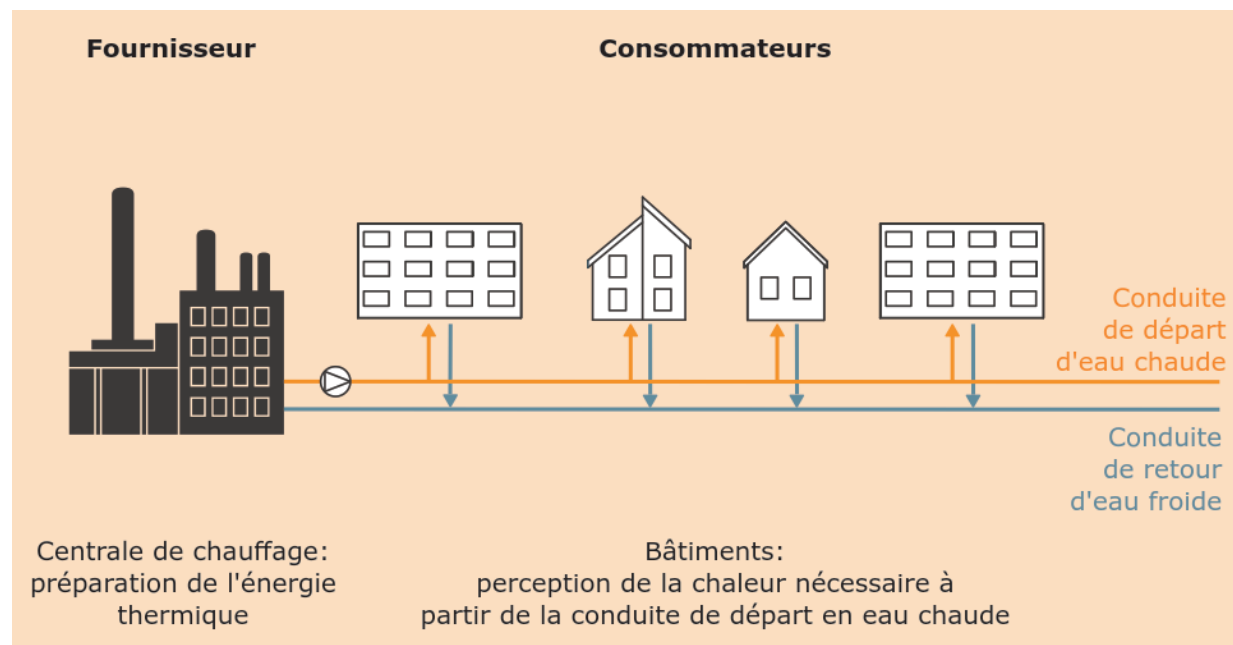 Fournisseur
Consommateurs
Conduite
de départ
d'eau chaude
Conduite
de retour
d'eau froide
Centrale de chauffage:
préparation de l'énergie
thermique
Bâtiments:
perception de la chaleur nécessaire à
partir de la conduite de départ en eau chaude